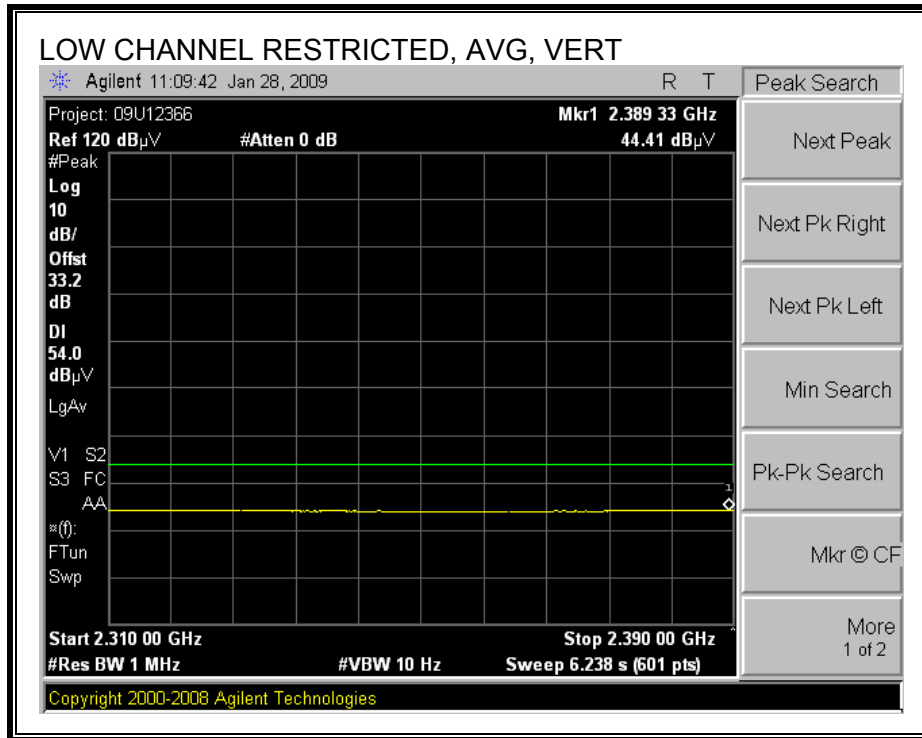 LOW CHANNEL RESTRICTED, AVG, VERT
Agilent 11:09:42 Jan 28, 2009 R T
Peak Search
Project: 09U12366 Mkr1 2.389 33 GHz
Ref 120 dBµV #Atten 0 dB 44.41 dBµV
#Peak
Log
10
dB/
Offst
33.2
dB
DI
54.0
dBµV
LgAv
V1 S2
S3 FC
AA
¤(f):
FTun
Swp
1
Start 2.310 00 GHz Stop 2.390 00 GHz ^
#Res BW 1 MHz #VBW 10 Hz Sweep 6.238 s (601 pts)
Copyright 2000-2008 Agilent Technologies
Next Peak
Next Pk Right
Next Pk Left
Min Search
Pk-Pk Search
Mkr © CF
More
1 of 2